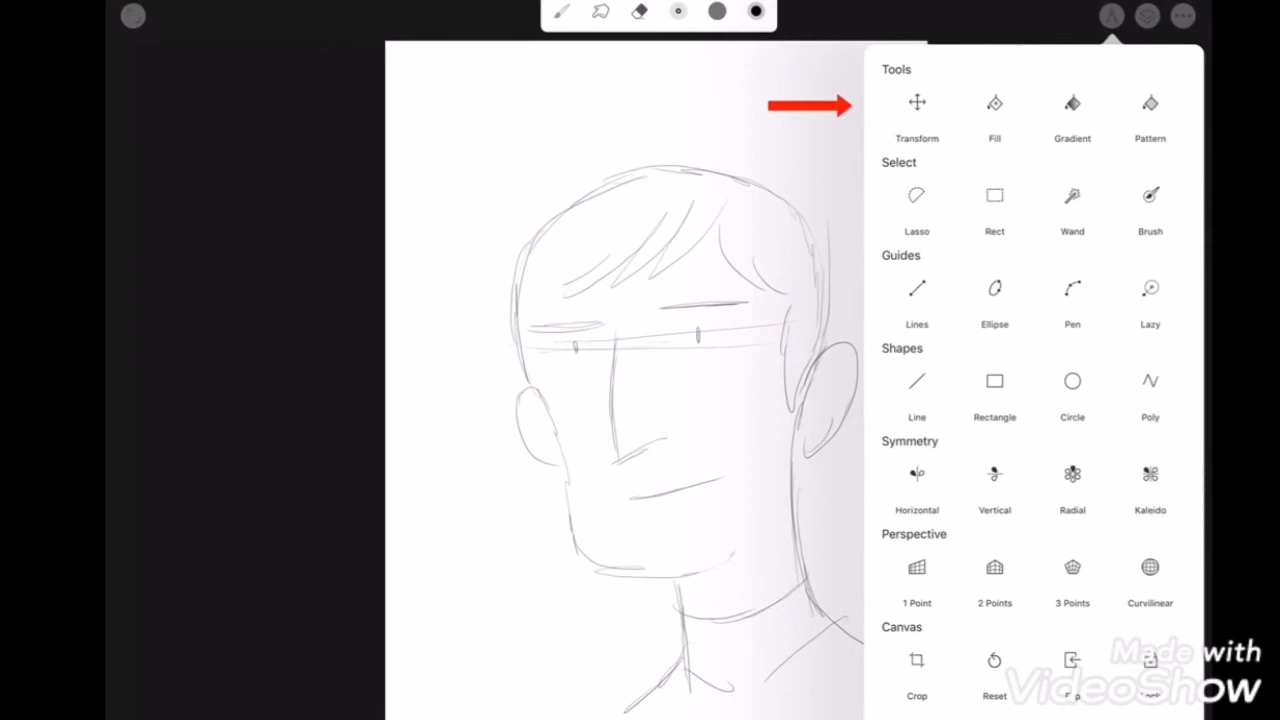 Tools
Transform Fill Gradient Pattern
Select
Lasso Rect Wand Brush
Guides
Lines Ellipse Pen Lazy
Shapes
Line Rectangle Circle Poly
Symmetry
Horizontal Vertical Radial Kaleido
Perspective
1 Point 2 Points 3 Points Curvilinear
Canvas
Crop Reset
Made with
VideoShow